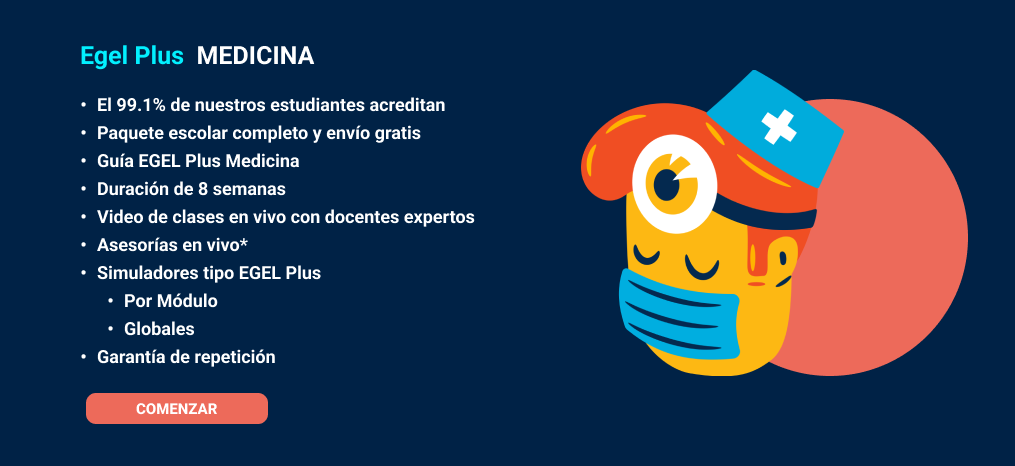 Egel Plus MEDICINA
• El 99.1% de nuestros estudiantes acreditan
• Paquete escolar completo y envío gratis
• Guía EGEL Plus Medicina
• Duración de 8 semanas
• Video de clases en vivo con docentes expertos
• Asesorías en vivo*
• Simuladores tipo EGEL Plus
• Por Módulo
• Globales
• Garantía de repetición
COMENZAR